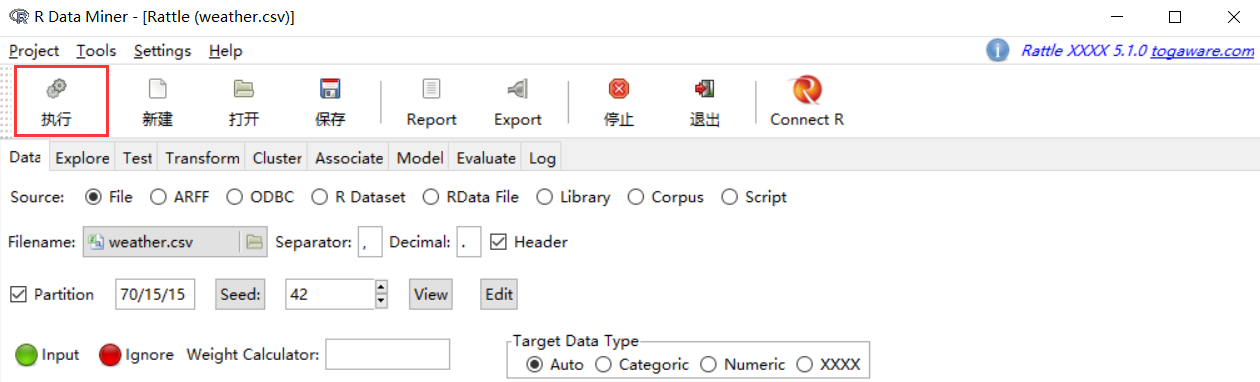 R Data Miner - [Rattle (weather.csv)]
Project Tools Settings Help Rattle XXXX 5.1.0 togaware.com
执行 新建 打开 保存 Report Export 停止 退出 Connect R
Data Explore Test Transform Cluster Associate Model Evaluate Log
Source: File ARFF ODBC R Dataset RData File Library Corpus Script
Filename: weather.csv Separator: , Decimal: . Header
Partition 70/15/15 Seed: 42 View Edit
Target Data Type
Input Ignore Weight Calculator: Auto Categoric Numeric XXXX